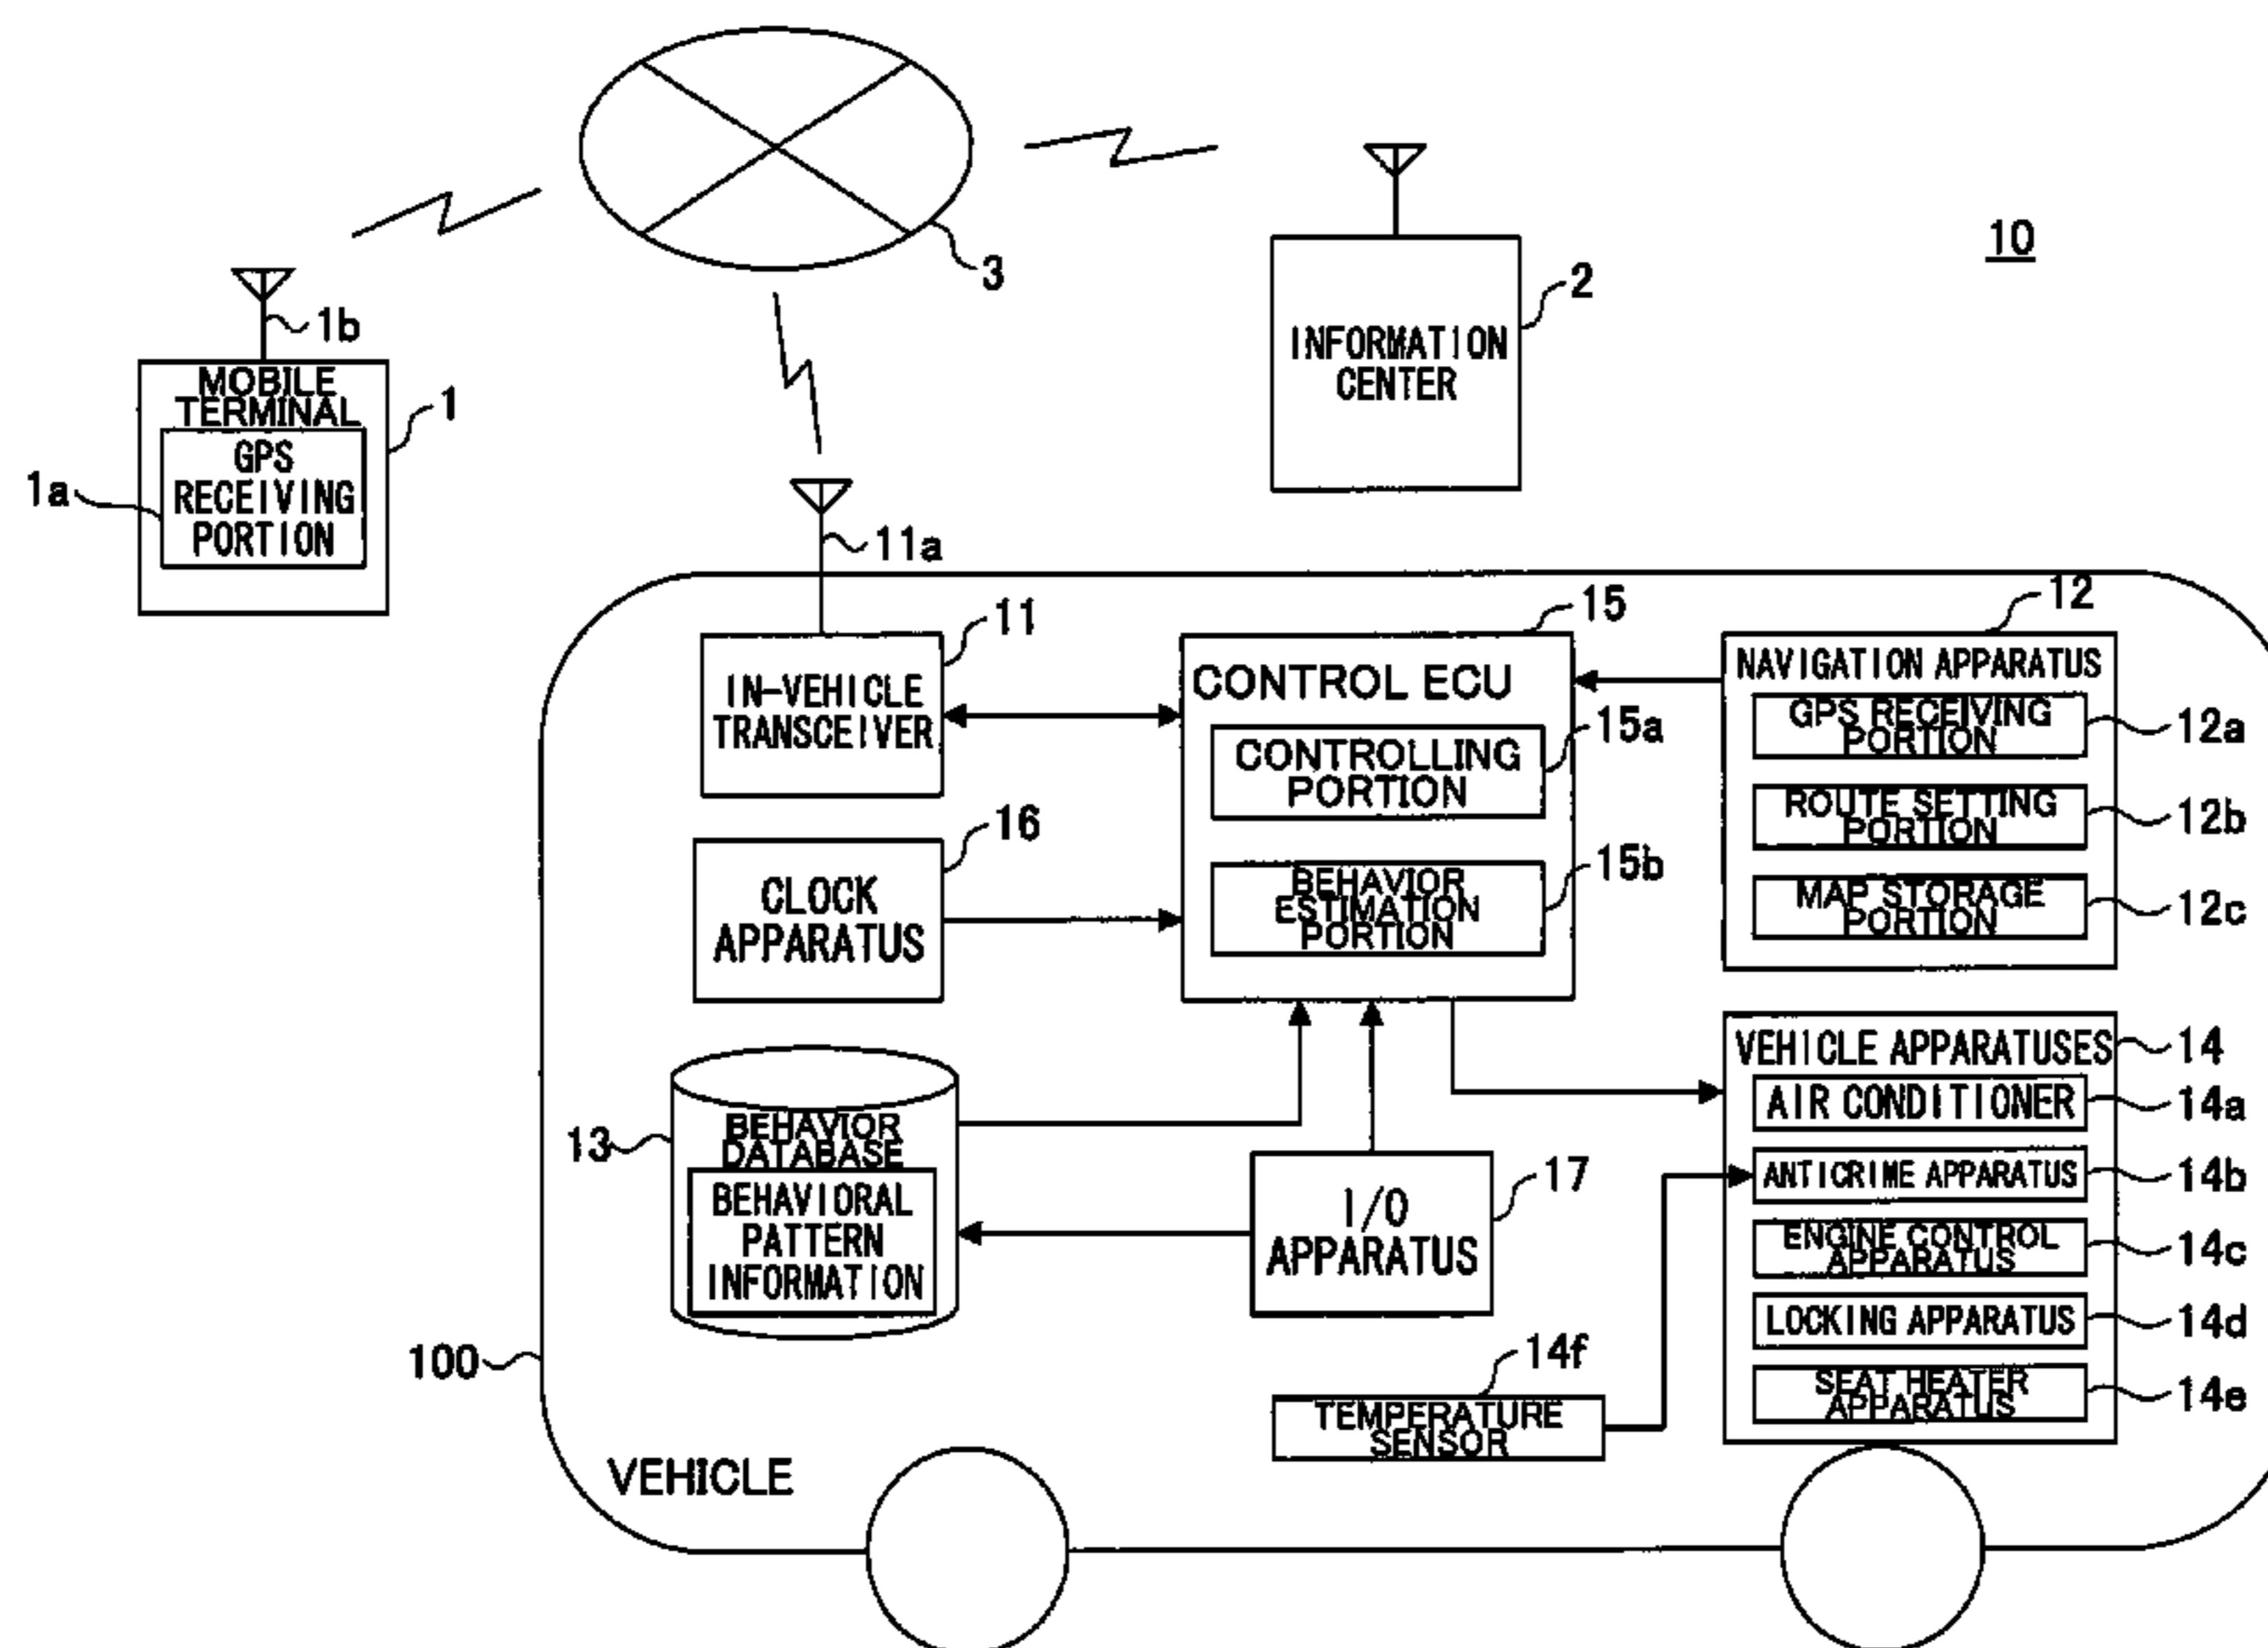 10
3
2
INFORMATION
CENTER
1b
MOBILE
TERMINAL
1
GPS
RECEIVING
PORTION
1a
11a
11
IN-VEHICLE
TRANSCEIVER
15
CONTROL ECU
CONTROLLING
PORTION
15a
BEHAVIOR
ESTIMATION
PORTION
15b
12
NAVIGATION APPARATUS
GPS RECEIVING
PORTION
12a
ROUTE SETTING
PORTION
12b
MAP STORAGE
PORTION
12c
16
CLOCK
APPARATUS
13
BEHAVIOR
DATABASE
BEHAVIORAL
PATTERN
INFORMATION
17
I/O
APPARATUS
VEHICLE APPARATUSES
14
AIR CONDITIONER
14a
ANTICRIME APPARATUS
14b
ENGINE CONTROL
APPARATUS
14c
LOCKING APPARATUS
14d
SEAT HEATER
APPARATUS
14e
14f
TEMPERATURE
SENSOR
100
VEHICLE